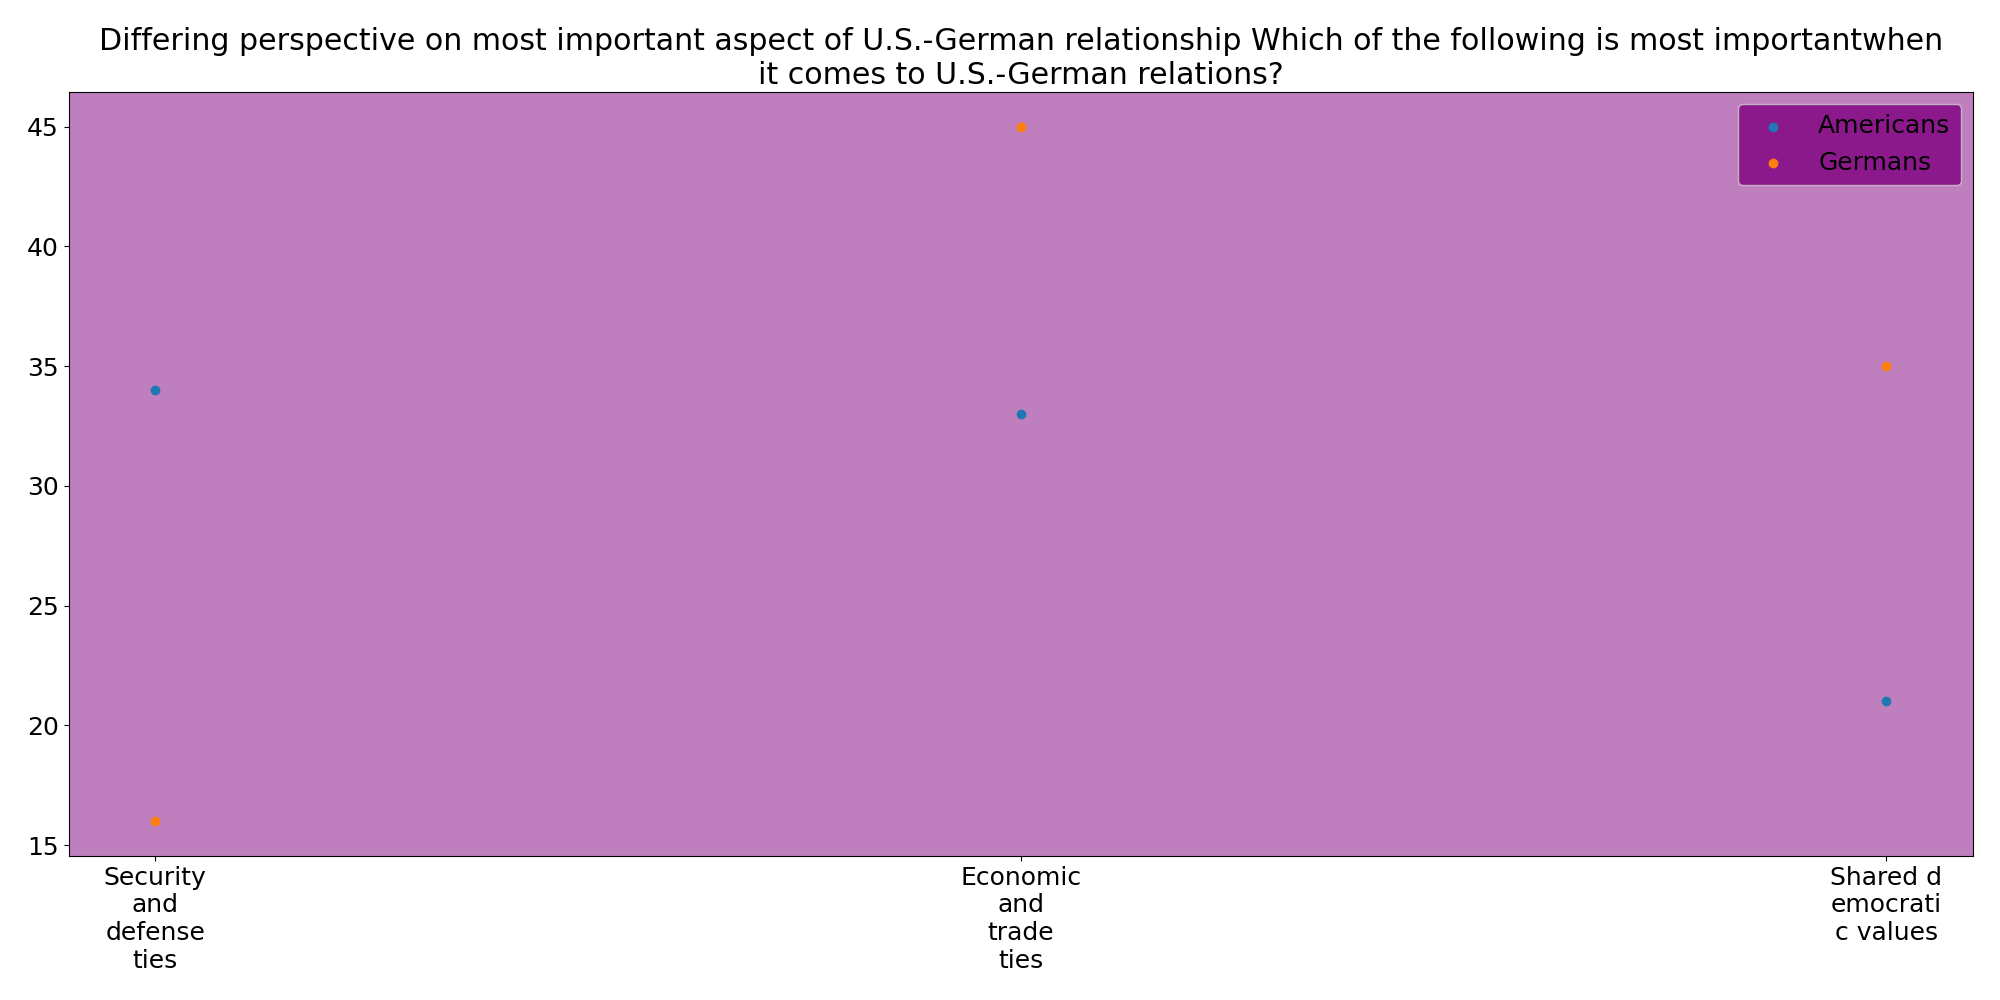 Differing perspective on most important aspect of U.S.-German relationship Which of the following is most importantwhen
it comes to U.S.-German relations?
45
40
35
30
25
20
15
Americans
Germans
Security
and
defense
ties
Economic
and
trade
ties
Shared d
emocrati
c values